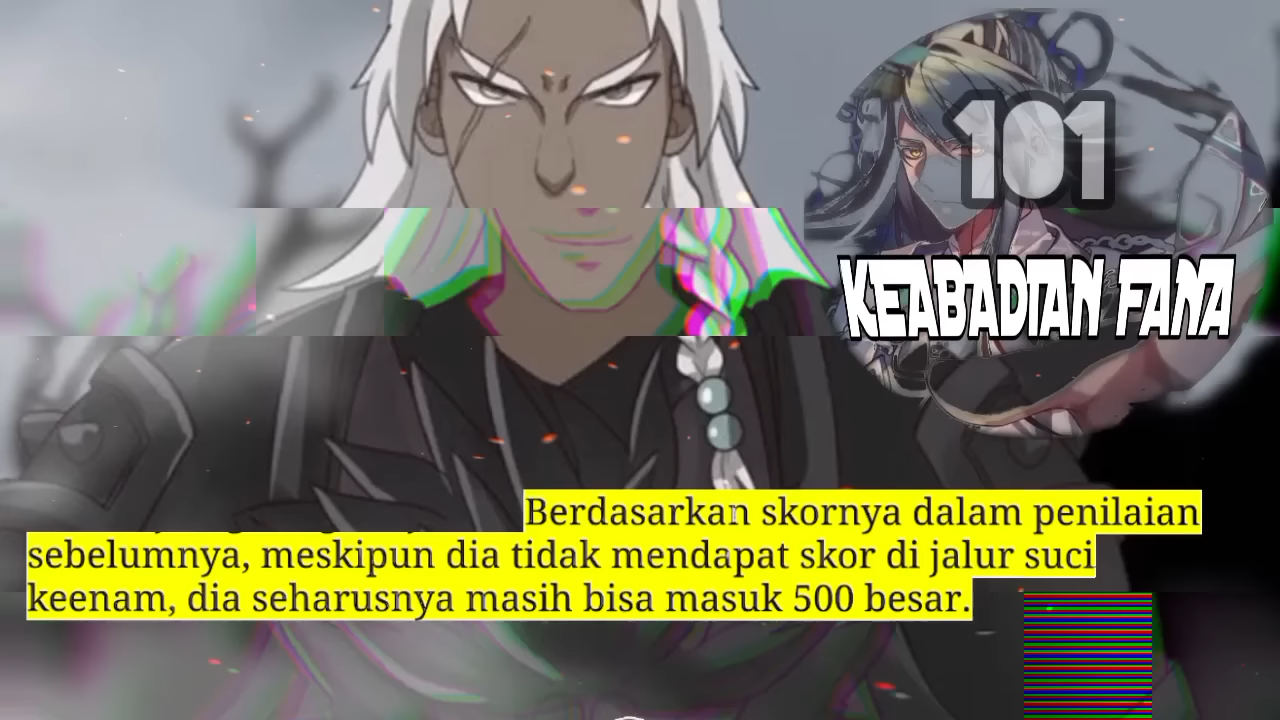 101
KEABADIAN FANA
Berdasarkan skornya dalam penilaian
sebelumnya, meskipun dia tidak mendapat skor di jalur suci
keenam, dia seharusnya masih bisa masuk 500 besar.